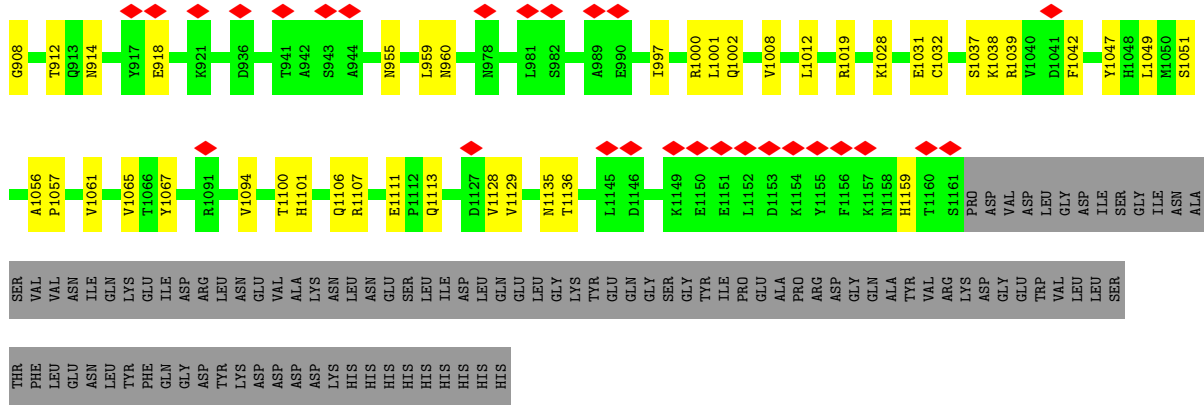 G908 T912 Q913 N914 Y917 E918 K921 D936 T941 A942 S943 A944 N955 L959 N960 N978 L981 S982 A989 E990 I997 R1000 L1001 Q1002 V1008 L1012 R1019 K1028 E1031 C1032 S1037 K1038 R1039 V1040 D1041 F1042 Y1047 H1048 L1049 M1050 S1051
A1056 P1057 V1061 V1065 T1066 Y1067 R1091 V1094 T1100 H1101 Q1106 R1107 E1111 P1112 Q1113 D1127 V1128 V1129 N1135 T1136 L1145 D1146 K1149 E1150 E1151 L1152 D1153 K1154 Y1155 F1156 K1157 N1158 H1159 T1160 S1161 PRO ASP VAL ASP LEU GLY ASP ILE SER GLY ILE ASN ALA
SER VAL VAL ASN ILE GLN LYS GLU ILE ASP ARG LEU ASN GLU VAL ALA LYS ASN LEU ASN GLU SER LEU ILE ASP LEU GLN GLU LEU GLY LYS TYR GLU GLN GLY SER GLY TYR ILE PRO GLU ALA PRO ARG ASP GLY GLN ALA TYR VAL ARG LYS ASP GLY GLU TRP VAL LEU LEU SER
THR PHE LEU GLU ASN LEU TYR PHE GLN GLY ASP TYR LYS ASP ASP ASP ASP LYS HIS HIS HIS HIS HIS HIS HIS HIS HIS